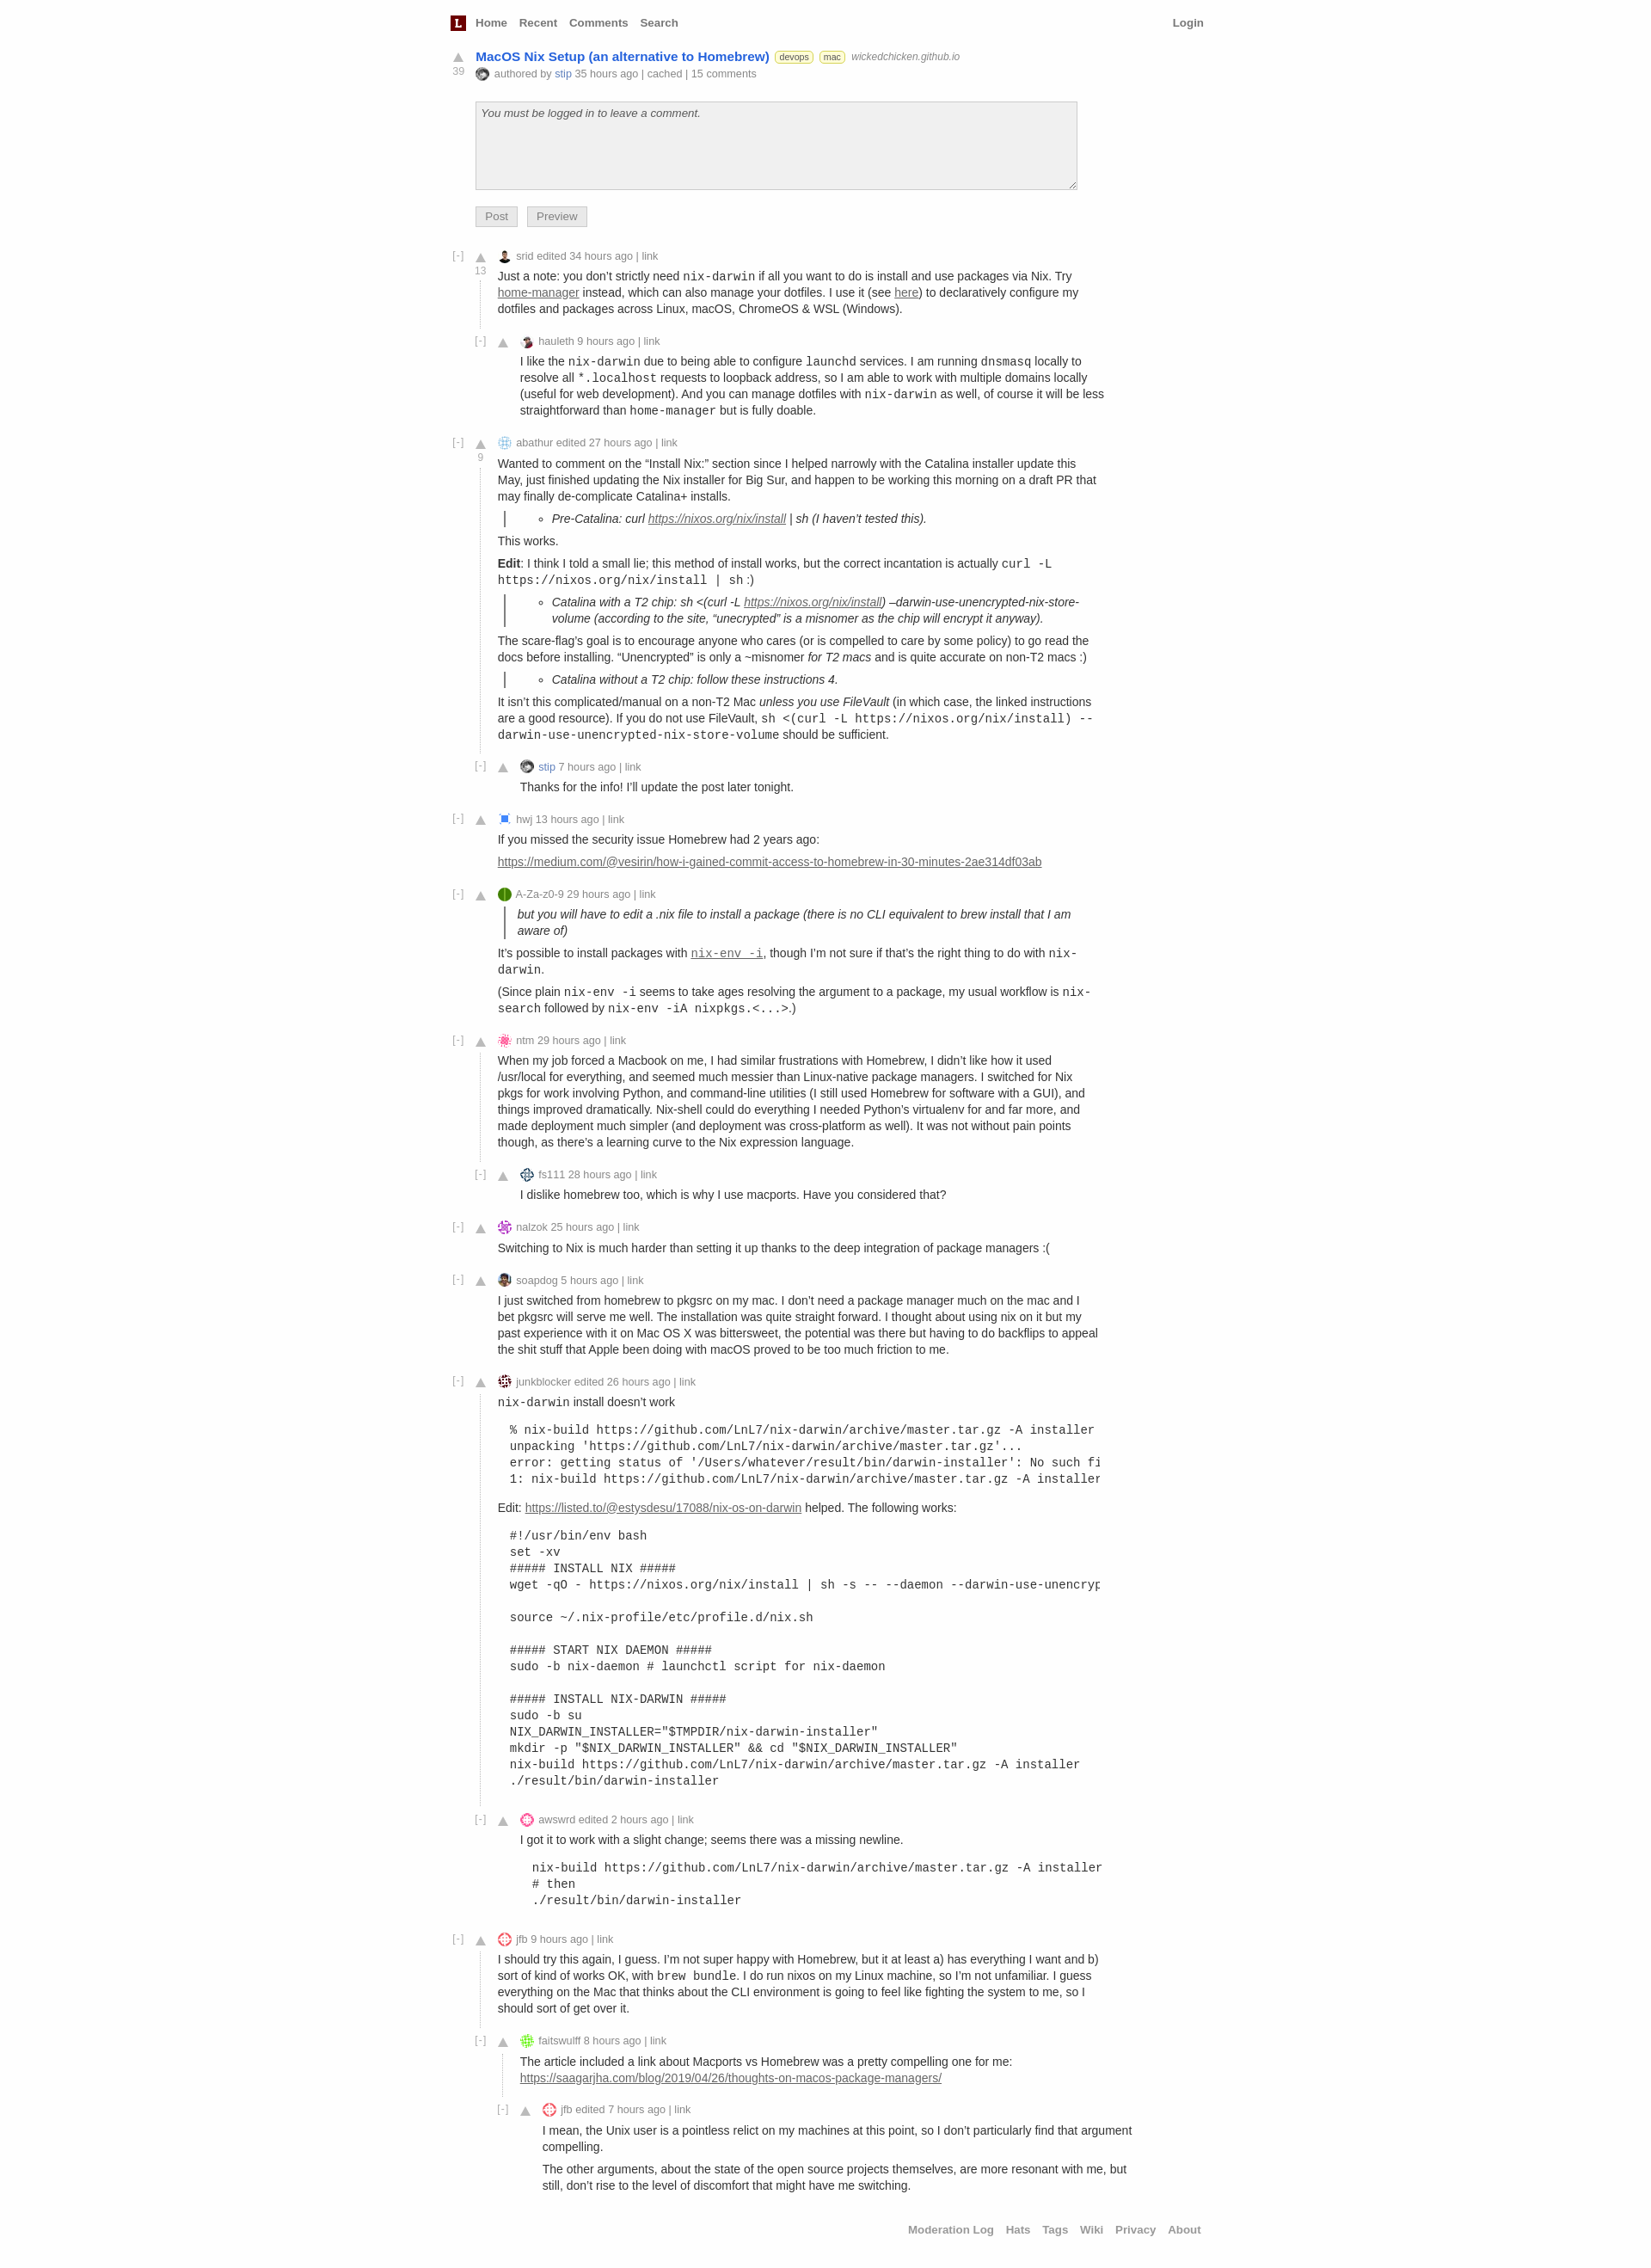 L Home Recent Comments Search Login
MacOS Nix Setup (an alternative to Homebrew) devops mac wickedchicken.github.io
39 authored by stip 35 hours ago | cached | 15 comments
You must be logged in to leave a comment.
Post Preview
[-] srid edited 34 hours ago | link
13
Just a note: you don’t strictly need nix-darwin if all you want to do is install and use packages via Nix. Try
home-manager instead, which can also manage your dotfiles. I use it (see here) to declaratively configure my
dotfiles and packages across Linux, macOS, ChromeOS & WSL (Windows).
[-] hauleth 9 hours ago | link
I like the nix-darwin due to being able to configure launchd services. I am running dnsmasq locally to
resolve all *.localhost requests to loopback address, so I am able to work with multiple domains locally
(useful for web development). And you can manage dotfiles with nix-darwin as well, of course it will be less
straightforward than home-manager but is fully doable.
[-] abathur edited 27 hours ago | link
9
Wanted to comment on the “Install Nix:” section since I helped narrowly with the Catalina installer update this
May, just finished updating the Nix installer for Big Sur, and happen to be working this morning on a draft PR that
may finally de-complicate Catalina+ installs.
◦ Pre-Catalina: curl https://nixos.org/nix/install | sh (I haven’t tested this).
This works.
Edit: I think I told a small lie; this method of install works, but the correct incantation is actually curl -L
https://nixos.org/nix/install | sh :)
◦ Catalina with a T2 chip: sh <(curl -L https://nixos.org/nix/install) –darwin-use-unencrypted-nix-store-
volume (according to the site, “unecrypted” is a misnomer as the chip will encrypt it anyway).
The scare-flag’s goal is to encourage anyone who cares (or is compelled to care by some policy) to go read the
docs before installing. “Unencrypted” is only a ~misnomer for T2 macs and is quite accurate on non-T2 macs :)
◦ Catalina without a T2 chip: follow these instructions 4.
It isn’t this complicated/manual on a non-T2 Mac unless you use FileVault (in which case, the linked instructions
are a good resource). If you do not use FileVault, sh <(curl -L https://nixos.org/nix/install) --
darwin-use-unencrypted-nix-store-volume should be sufficient.
[-] stip 7 hours ago | link
Thanks for the info! I’ll update the post later tonight.
[-] hwj 13 hours ago | link
If you missed the security issue Homebrew had 2 years ago:
https://medium.com/@vesirin/how-i-gained-commit-access-to-homebrew-in-30-minutes-2ae314df03ab
[-] A-Za-z0-9 29 hours ago | link
but you will have to edit a .nix file to install a package (there is no CLI equivalent to brew install that I am
aware of)
It’s possible to install packages with nix-env -i, though I’m not sure if that’s the right thing to do with nix-
darwin.
(Since plain nix-env -i seems to take ages resolving the argument to a package, my usual workflow is nix-
search followed by nix-env -iA nixpkgs.<...>.)
[-] ntm 29 hours ago | link
When my job forced a Macbook on me, I had similar frustrations with Homebrew, I didn’t like how it used
/usr/local for everything, and seemed much messier than Linux-native package managers. I switched for Nix
pkgs for work involving Python, and command-line utilities (I still used Homebrew for software with a GUI), and
things improved dramatically. Nix-shell could do everything I needed Python’s virtualenv for and far more, and
made deployment much simpler (and deployment was cross-platform as well). It was not without pain points
though, as there’s a learning curve to the Nix expression language.
[-] fs111 28 hours ago | link
I dislike homebrew too, which is why I use macports. Have you considered that?
[-] nalzok 25 hours ago | link
Switching to Nix is much harder than setting it up thanks to the deep integration of package managers :(
[-] soapdog 5 hours ago | link
I just switched from homebrew to pkgsrc on my mac. I don’t need a package manager much on the mac and I
bet pkgsrc will serve me well. The installation was quite straight forward. I thought about using nix on it but my
past experience with it on Mac OS X was bittersweet, the potential was there but having to do backflips to appeal
the shit stuff that Apple been doing with macOS proved to be too much friction to me.
[-] junkblocker edited 26 hours ago | link
nix-darwin install doesn’t work
% nix-build https://github.com/LnL7/nix-darwin/archive/master.tar.gz -A installer
unpacking 'https://github.com/LnL7/nix-darwin/archive/master.tar.gz'...
error: getting status of '/Users/whatever/result/bin/darwin-installer': No such fi
1: nix-build https://github.com/LnL7/nix-darwin/archive/master.tar.gz -A installer
Edit: https://listed.to/@estysdesu/17088/nix-os-on-darwin helped. The following works:
#!/usr/bin/env bash
set -xv
##### INSTALL NIX #####
wget -qO - https://nixos.org/nix/install | sh -s -- --daemon --darwin-use-unencryp
source ~/.nix-profile/etc/profile.d/nix.sh
##### START NIX DAEMON #####
sudo -b nix-daemon # launchctl script for nix-daemon
##### INSTALL NIX-DARWIN #####
sudo -b su
NIX_DARWIN_INSTALLER="$TMPDIR/nix-darwin-installer"
mkdir -p "$NIX_DARWIN_INSTALLER" && cd "$NIX_DARWIN_INSTALLER"
nix-build https://github.com/LnL7/nix-darwin/archive/master.tar.gz -A installer
./result/bin/darwin-installer
[-] awswrd edited 2 hours ago | link
I got it to work with a slight change; seems there was a missing newline.
nix-build https://github.com/LnL7/nix-darwin/archive/master.tar.gz -A installer
# then
./result/bin/darwin-installer
[-] jfb 9 hours ago | link
I should try this again, I guess. I’m not super happy with Homebrew, but it at least a) has everything I want and b)
sort of kind of works OK, with brew bundle. I do run nixos on my Linux machine, so I’m not unfamiliar. I guess
everything on the Mac that thinks about the CLI environment is going to feel like fighting the system to me, so I
should sort of get over it.
[-] faitswulff 8 hours ago | link
The article included a link about Macports vs Homebrew was a pretty compelling one for me:
https://saagarjha.com/blog/2019/04/26/thoughts-on-macos-package-managers/
[-] jfb edited 7 hours ago | link
I mean, the Unix user is a pointless relict on my machines at this point, so I don’t particularly find that argument
compelling.
The other arguments, about the state of the open source projects themselves, are more resonant with me, but
still, don’t rise to the level of discomfort that might have me switching.
Moderation Log Hats Tags Wiki Privacy About